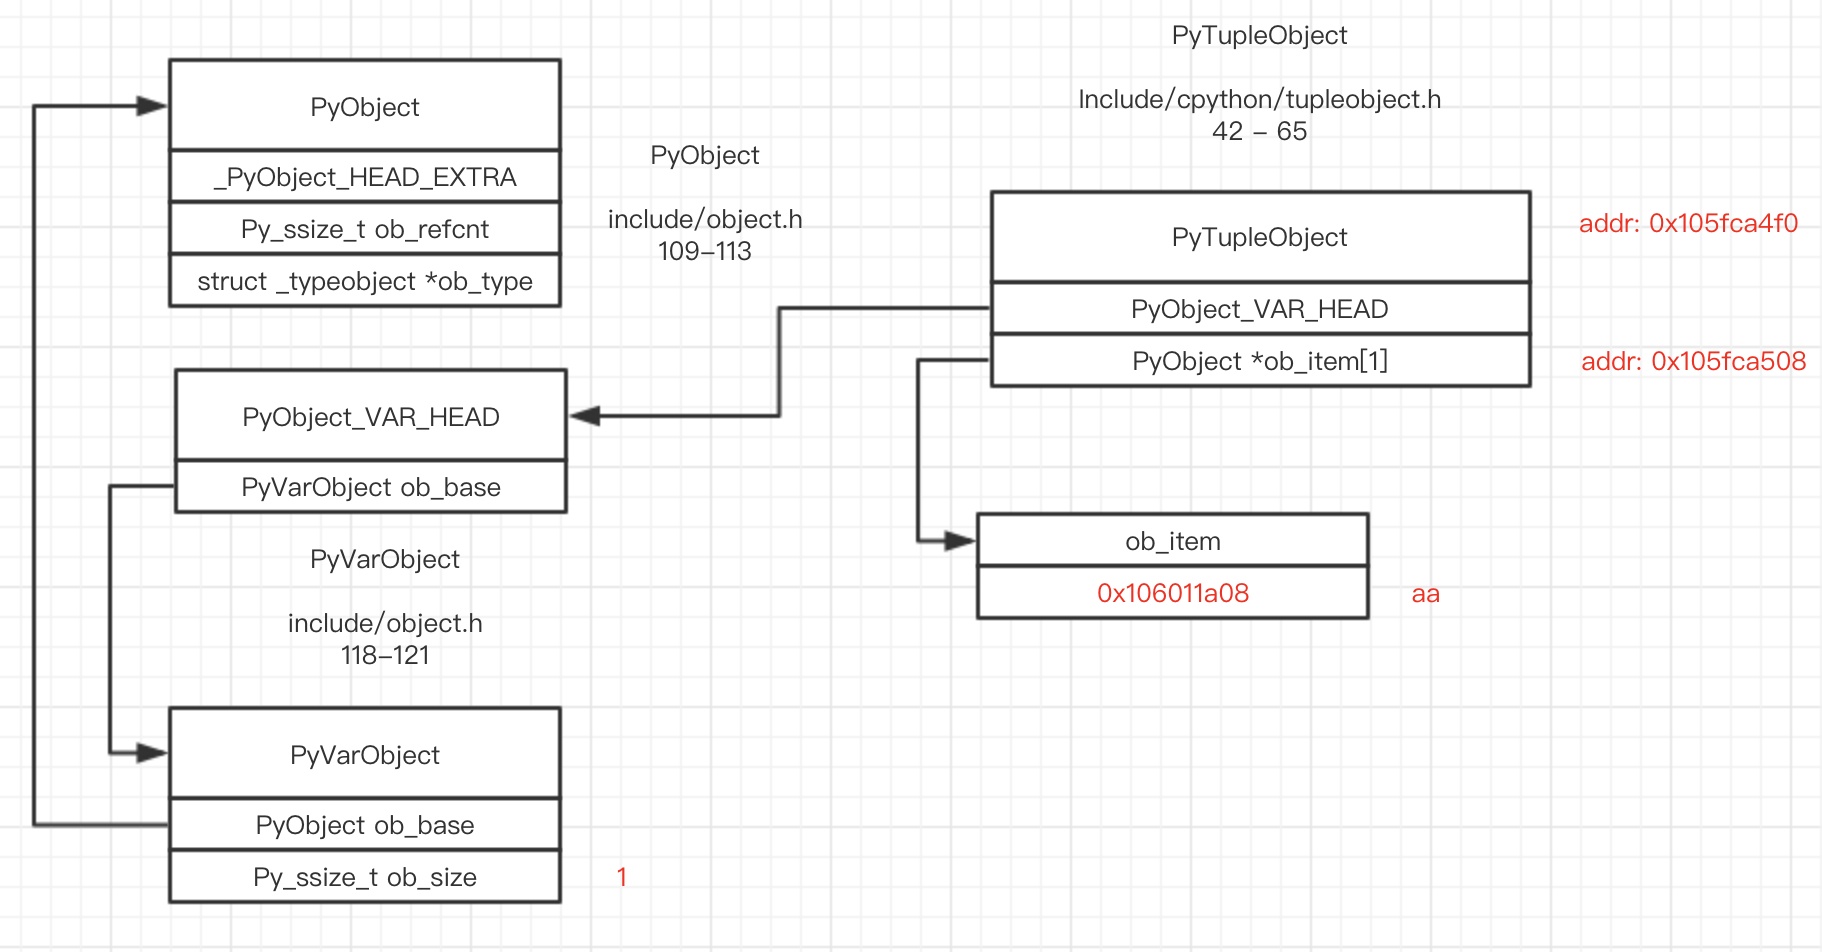 PyTupleObject
Include/cpython/tupleobject.h
42 – 65
PyObject
_PyObject_HEAD_EXTRA
Py_ssize_t ob_refcnt
struct _typeobject *ob_type
PyObject
include/object.h
109–113
PyTupleObject
addr: 0x105fca4f0
PyObject_VAR_HEAD
PyObject *ob_item[1]
addr: 0x105fca508
PyObject_VAR_HEAD
PyVarObject ob_base
ob_item
0x106011a08
aa
PyVarObject
include/object.h
118–121
PyVarObject
PyObject ob_base
Py_ssize_t ob_size
1